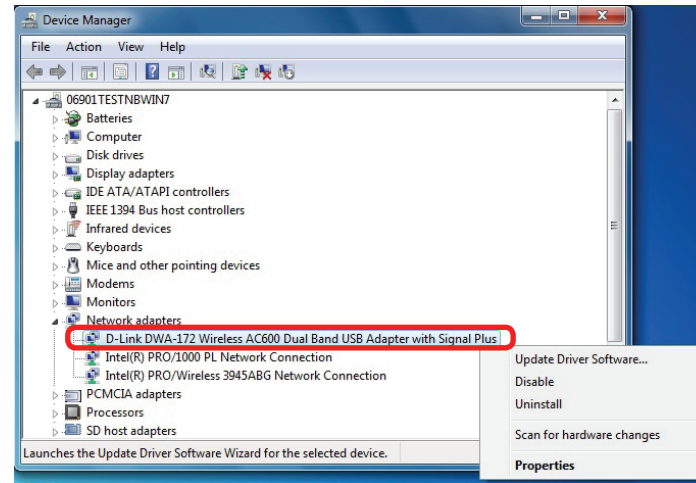 Device Manager
File Action View Help
06901TESTNBWIN7
Batteries
Computer
Disk drives
Display adapters
IDE ATA/ATAPI controllers
IEEE 1394 Bus host controllers
Infrared devices
Keyboards
Mice and other pointing devices
Modems
Monitors
Network adapters
D-Link DWA-172 Wireless AC600 Dual Band USB Adapter with Signal Plus
Intel(R) PRO/1000 PL Network Connection
Intel(R) PRO/Wireless 3945ABG Network Connection
PCMCIA adapters
Processors
SD host adapters
Launches the Update Driver Software Wizard for the selected device.
Update Driver Software...
Disable
Uninstall
Scan for hardware changes
Properties